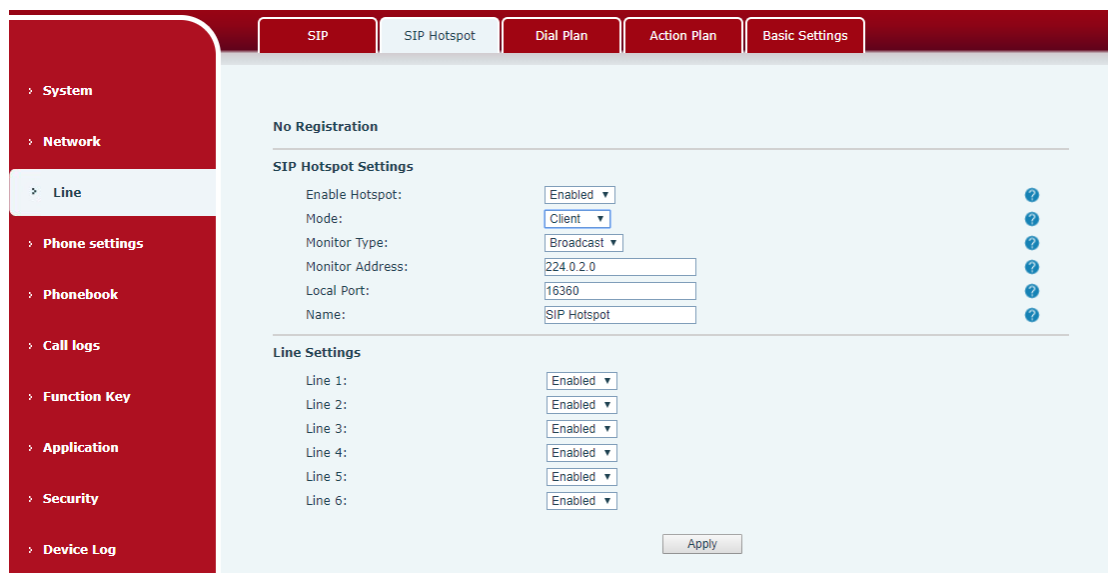 SIP
SIP Hotspot
Dial Plan
Action Plan
Basic Settings
System
Network
Line
Phone settings
Phonebook
Call logs
Function Key
Application
Security
Device Log
No Registration
SIP Hotspot Settings
Enable Hotspot: Enabled
Mode: Client
Monitor Type: Broadcast
Monitor Address: 224.0.2.0
Local Port: 16360
Name: SIP Hotspot
Line Settings
Line 1: Enabled
Line 2: Enabled
Line 3: Enabled
Line 4: Enabled
Line 5: Enabled
Line 6: Enabled
Apply